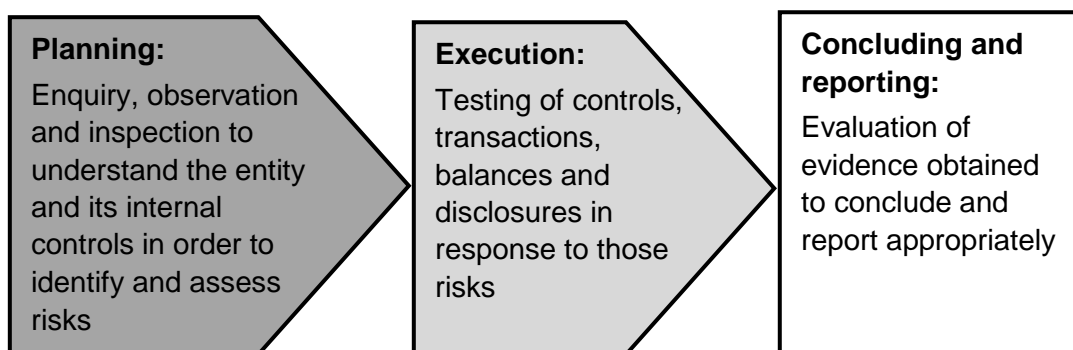 Planning:
Enquiry, observation
and inspection to
understand the entity
and its internal
controls in order to
identify and assess
risks
Execution:
Testing of controls,
transactions,
balances and
disclosures in
response to those
risks
Concluding and
reporting:
Evaluation of
evidence obtained
to conclude and
report appropriately